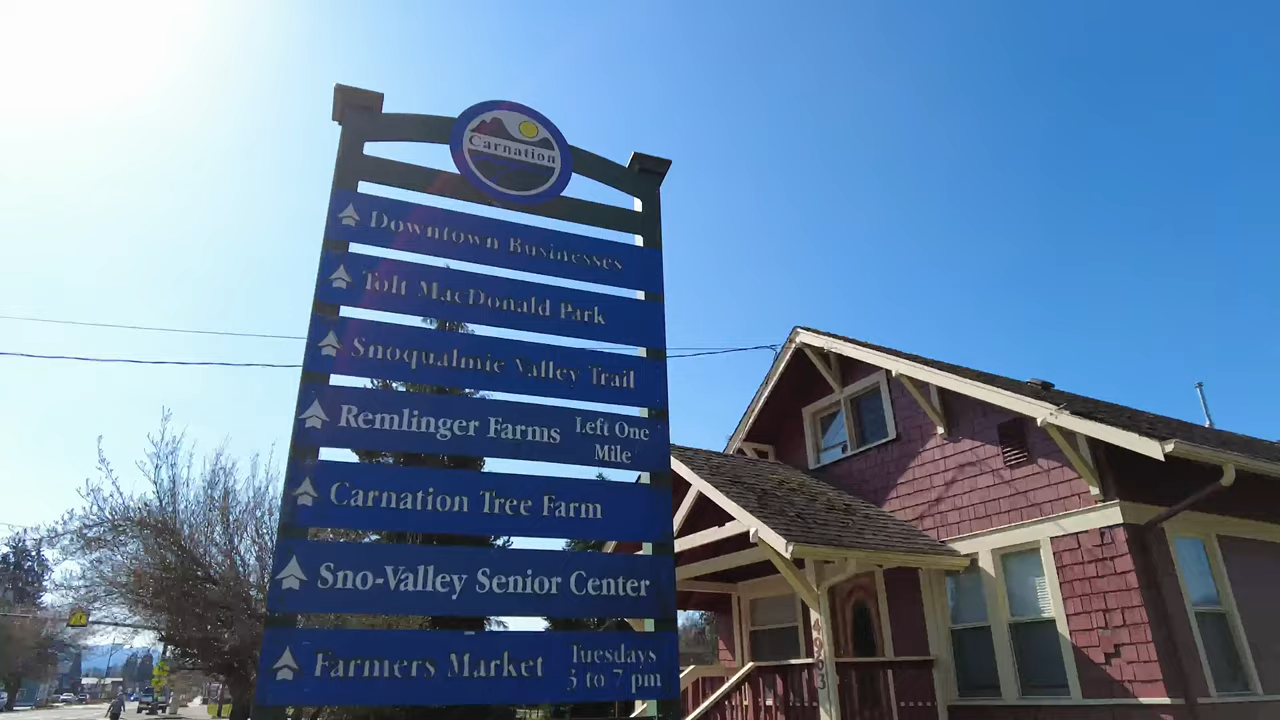 Carnation
Downtown Businesses
Tolt MacDonald Park
Snoqualmie Valley Trail
Remlinger Farms Left One
Mile
Carnation Tree Farm
Sno-Valley Senior Center
Farmers Market Tuesdays
3 to 7 pm
4963